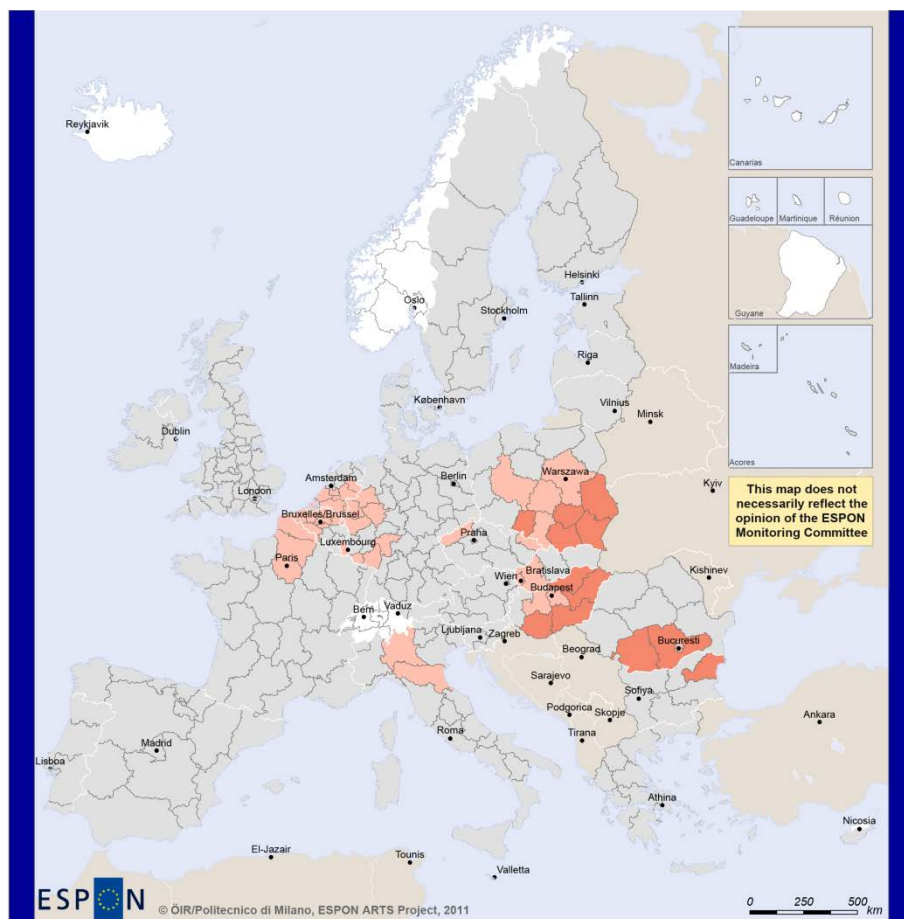 Reykjavik
Canarias
Guadeloupe
Martinique
Réunion
Guyane
Madeira
Acores
This map does not
necessarily reflect the
opinion of the ESPON
Monitoring Committee
Oslo
Helsinki
Tallinn
Stockholm
Riga
København
Vilnius
Minsk
Dublin
Amsterdam
Berlin
Warszawa
London
Kyiv
Bruxelles/Brussel
Luxembourg
Praha
Paris
Wien
Bratislava
Kishinev
Budapest
Bern
Vaduz
Ljubljana
Zagreb
Bucuresti
Beograd
Sarajevo
Sofiya
Podgorica
Skopje
Ankara
Roma
Tirana
Madrid
Lisboa
Athina
Nicosia
El-Jazair
Tounis
Valletta
ESPON
© ÖIR/Politecnico di Milano, ESPON ARTS Project, 2011
0 250 500
km